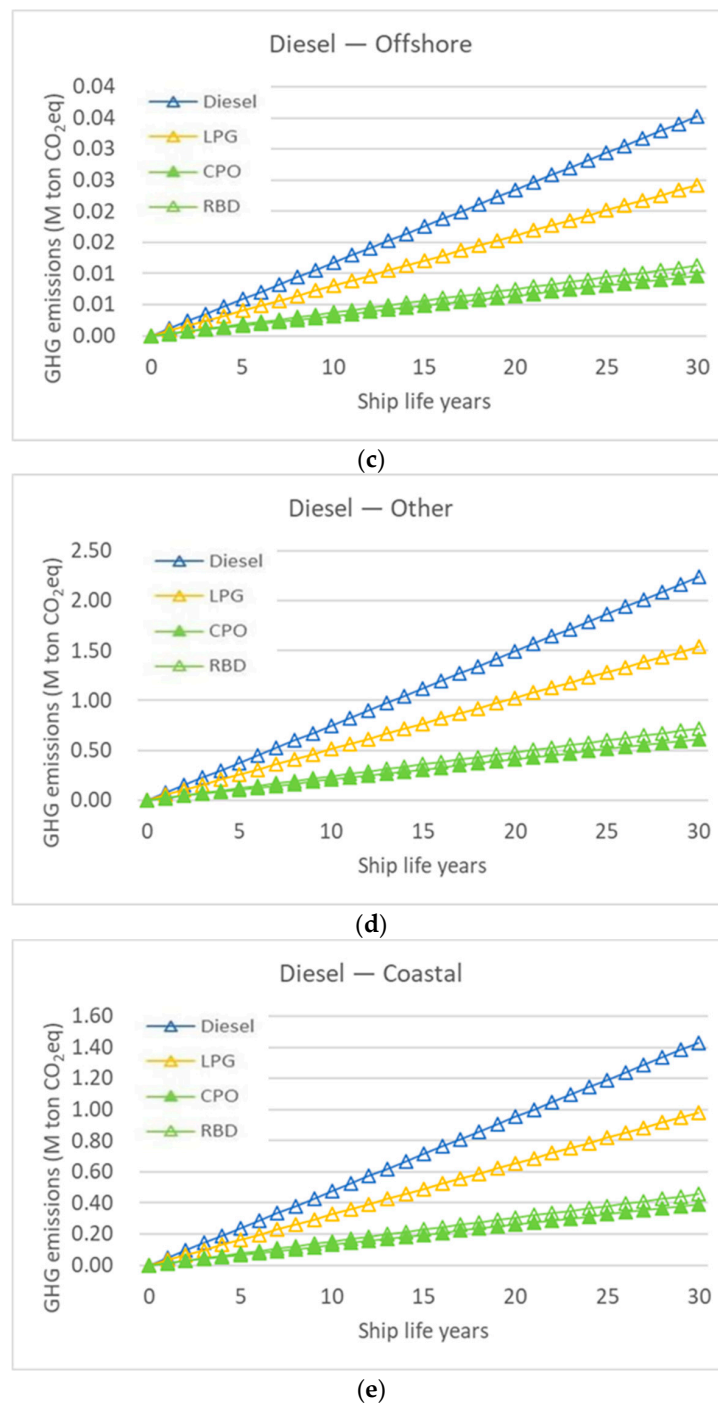 Diesel — Offshore
GHG emissions (M ton CO₂eq)
0.04
0.04
0.03
0.03
0.02
0.02
0.01
0.01
0.00
Diesel
LPG
CPO
RBD
0 5 10 15 20 25 30
Ship life years
(c)
Diesel — Other
GHG emissions (M ton CO₂eq)
2.50
2.00
1.50
1.00
0.50
0.00
Diesel
LPG
CPO
RBD
0 5 10 15 20 25 30
Ship life years
(d)
Diesel — Coastal
GHG emissions (M ton CO₂eq)
1.60
1.40
1.20
1.00
0.80
0.60
0.40
0.20
0.00
Diesel
LPG
CPO
RBD
0 5 10 15 20 25 30
Ship life years
(e)